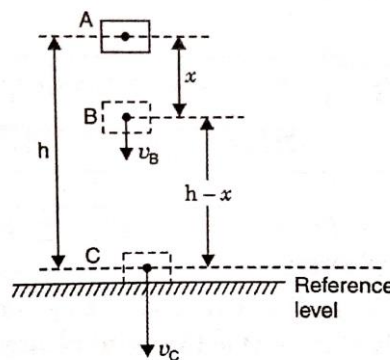 A
x
B
h
v_B
h – x
C
Reference
level
v_C